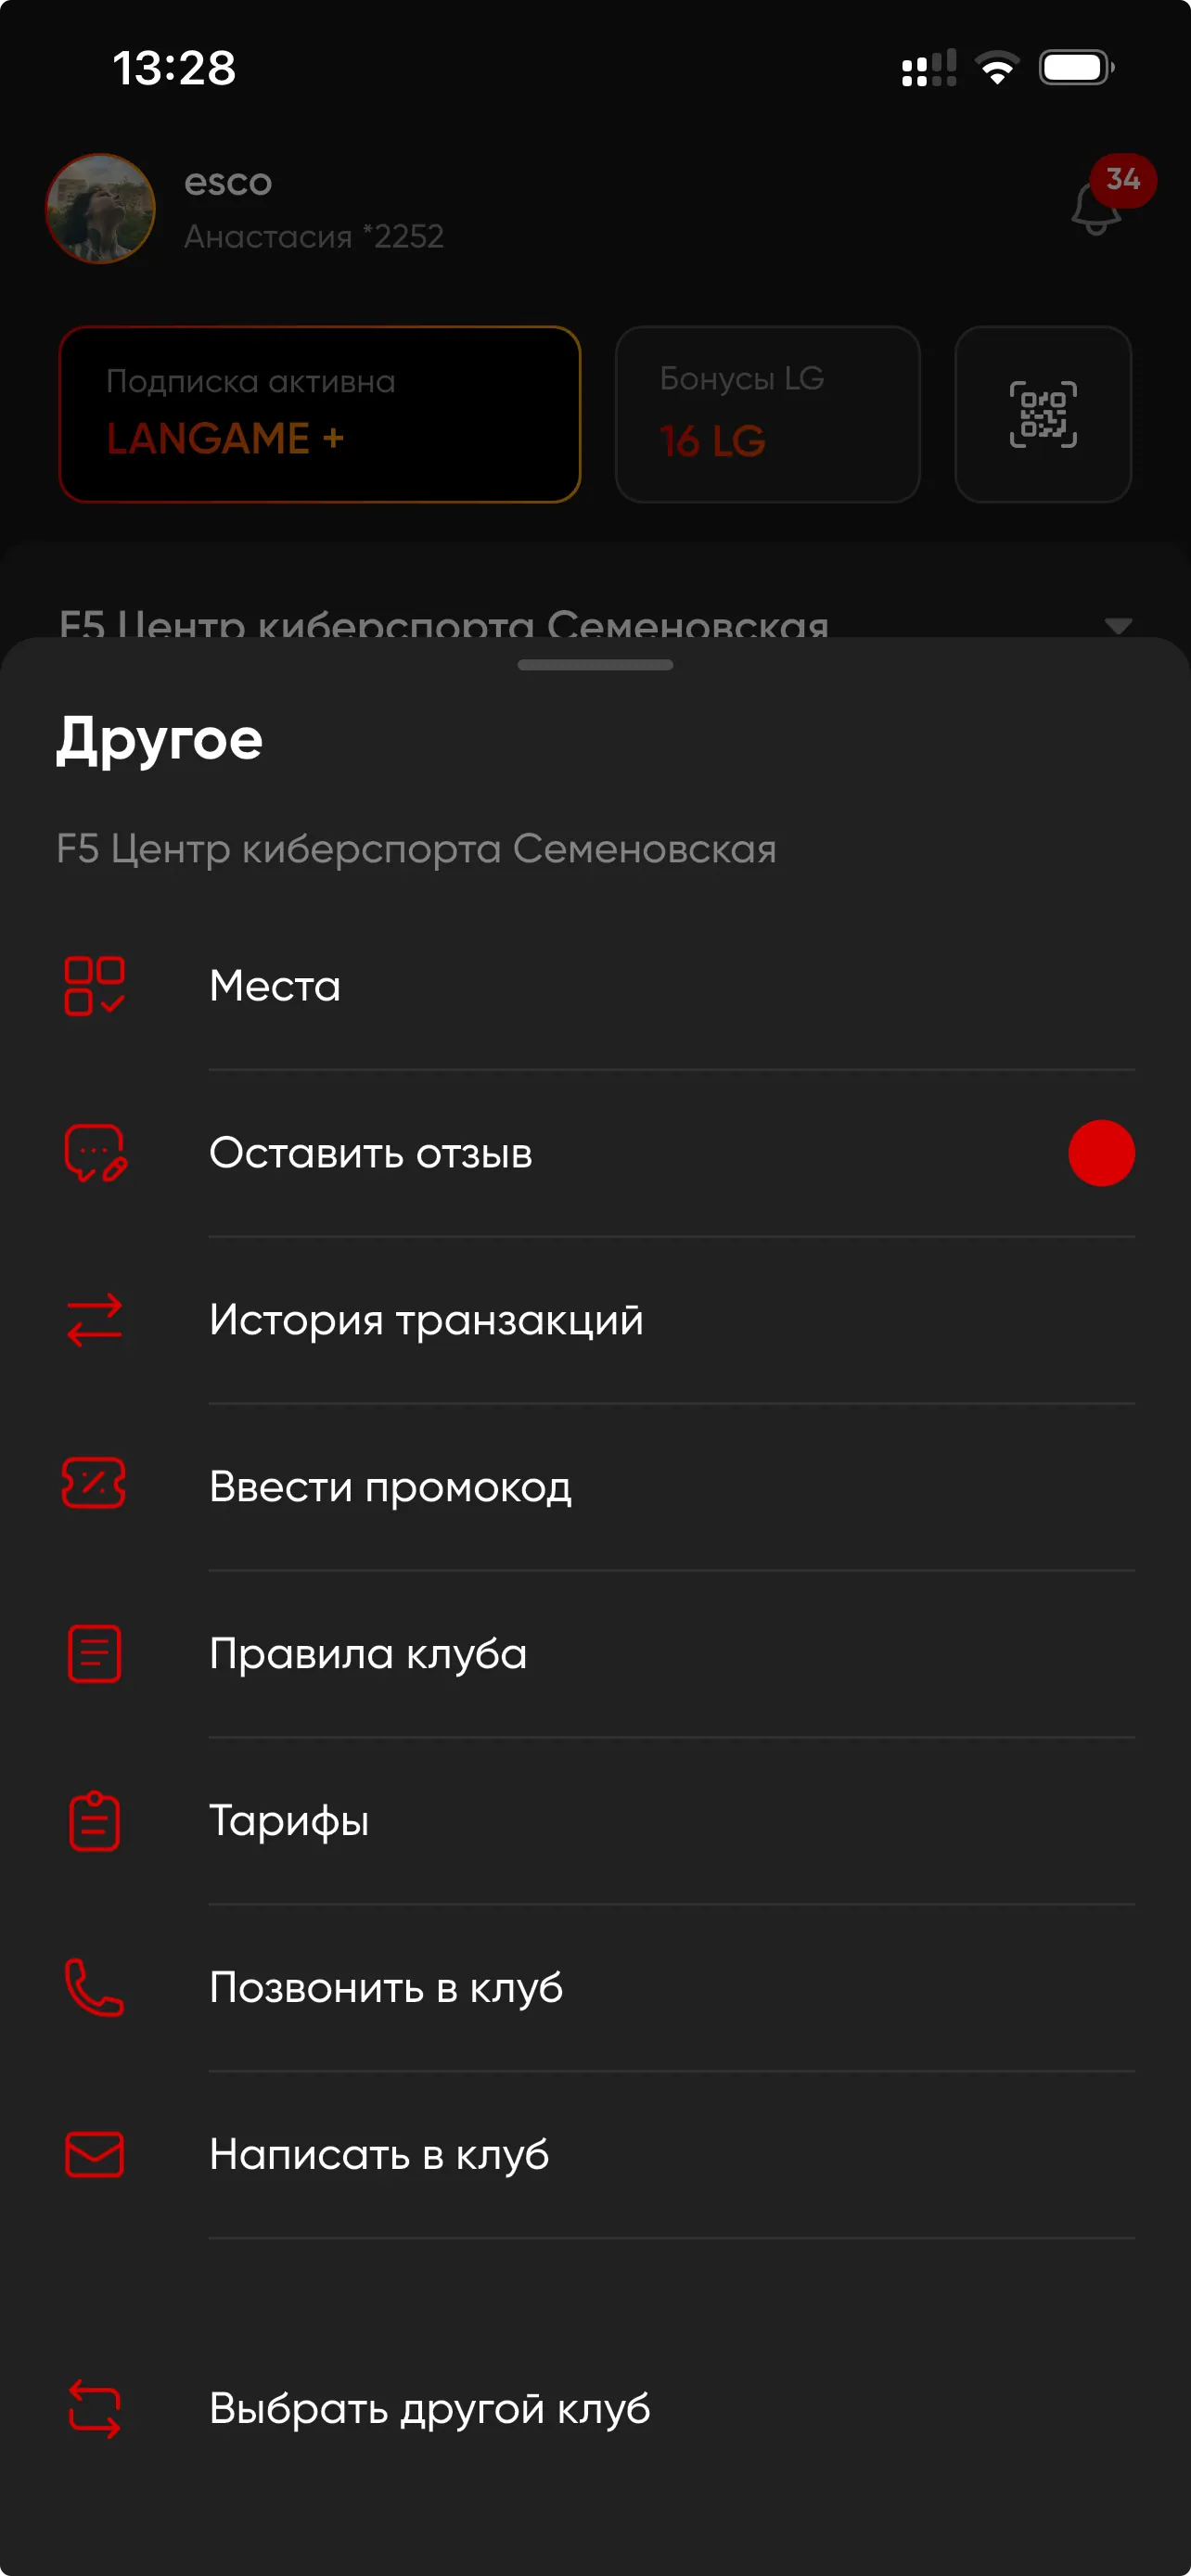 13:28
esco
34
Анастасия *2252
Подписка активна
LANGAME +
Бонусы LG
16 LG
F5 Центр киберспорта Семеновская
Другое
F5 Центр киберспорта Семеновская
Места
Оставить отзыв
История транзакций
Ввести промокод
Правила клуба
Тарифы
Позвонить в клуб
Написать в клуб
Выбрать другой клуб